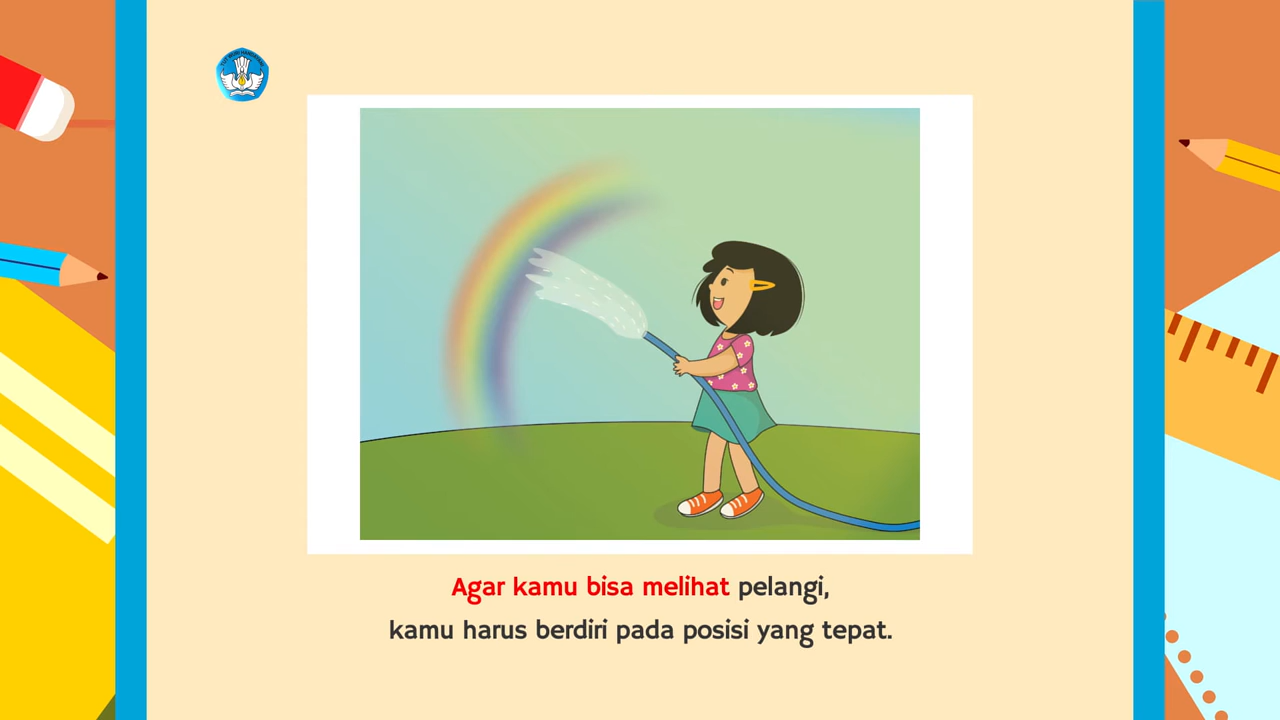 Agar kamu bisa melihat pelangi,
kamu harus berdiri pada posisi yang tepat.